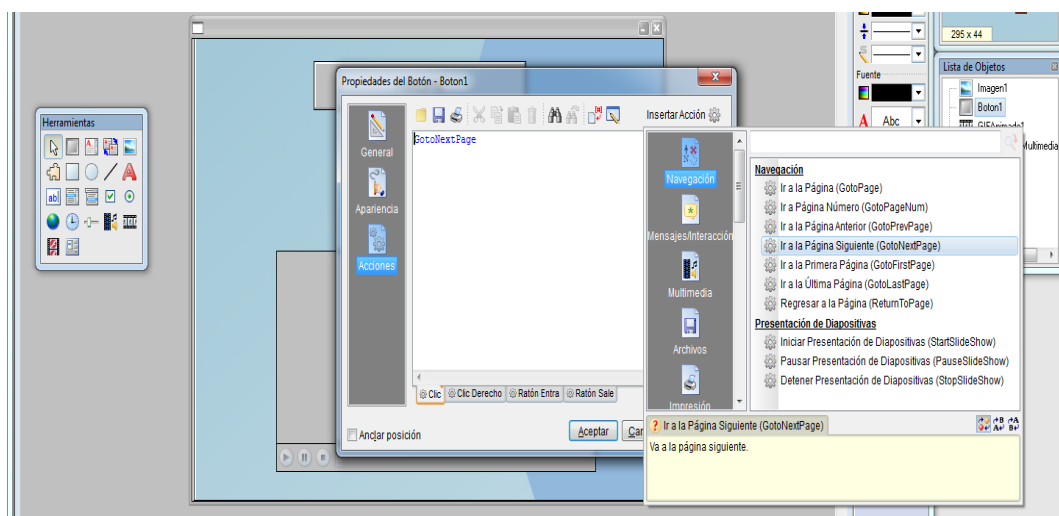 295 x 44
Fuente
Abc
Lista de Objetos
Imagen1
Boton1
GIFAnimado1
Multimedia
Herramientas
ab
Propiedades del Botón - Boton1
General
Apariencia
Acciones
Insertar Acción
GotoNextPage
Clic
Clic Derecho
Ratón Entra
Ratón Sale
Anclar posición
Aceptar
Car
Navegación
Mensajes/Interacción
Multimedia
Archivos
Impresión
Navegación
Ir a la Página (GotoPage)
Ir a Página Número (GotoPageNum)
Ir a la Página Anterior (GotoPrevPage)
Ir a la Página Siguiente (GotoNextPage)
Ir a la Primera Página (GotoFirstPage)
Ir a la Última Página (GotoLastPage)
Regresar a la Página (ReturnToPage)
Presentación de Diapositivas
Iniciar Presentación de Diapositivas (StartSlideShow)
Pausar Presentación de Diapositivas (PauseSlideShow)
Detener Presentación de Diapositivas (StopSlideShow)
Ir a la Página Siguiente (GotoNextPage)
Va a la página siguiente.